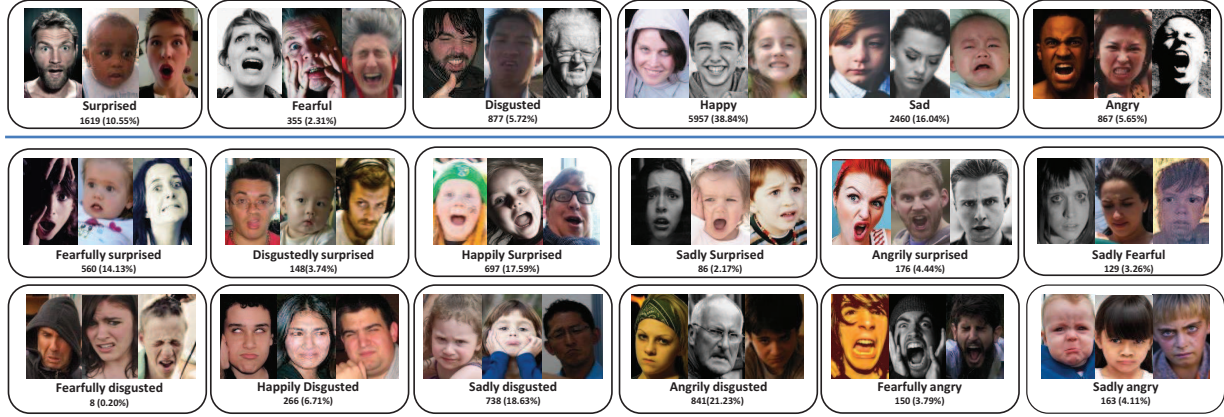 Surprised
1619 (10.55%)
Fearful
355 (2.31%)
Disgusted
877 (5.72%)
Happy
5957 (38.84%)
Sad
2460 (16.04%)
Angry
867 (5.65%)
Fearfully surprised
560 (14.13%)
Disgustedly surprised
148(3.74%)
Happily Surprised
697 (17.59%)
Sadly Surprised
86 (2.17%)
Angrily surprised
176 (4.44%)
Sadly Fearful
129 (3.26%)
Fearfully disgusted
8 (0.20%)
Happily Disgusted
266 (6.71%)
Sadly disgusted
738 (18.63%)
Angrily disgusted
841(21.23%)
Fearfully angry
150 (3.79%)
Sadly angry
163 (4.11%)